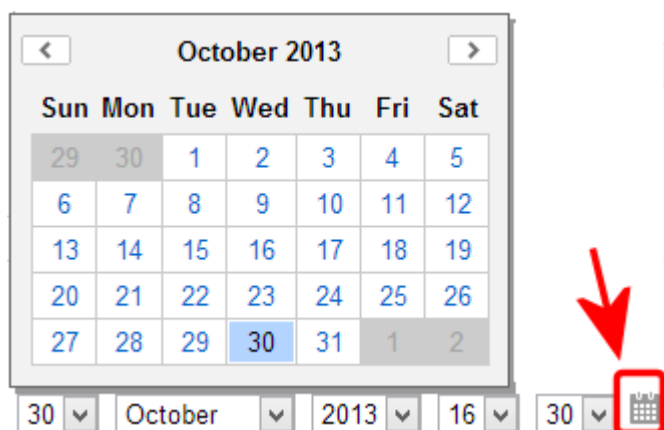 October 2013
Sun Mon Tue Wed Thu Fri Sat
29 30 1 2 3 4 5
6 7 8 9 10 11 12
13 14 15 16 17 18 19
20 21 22 23 24 25 26
27 28 29 30 31 1 2
30 October 2013 16 30